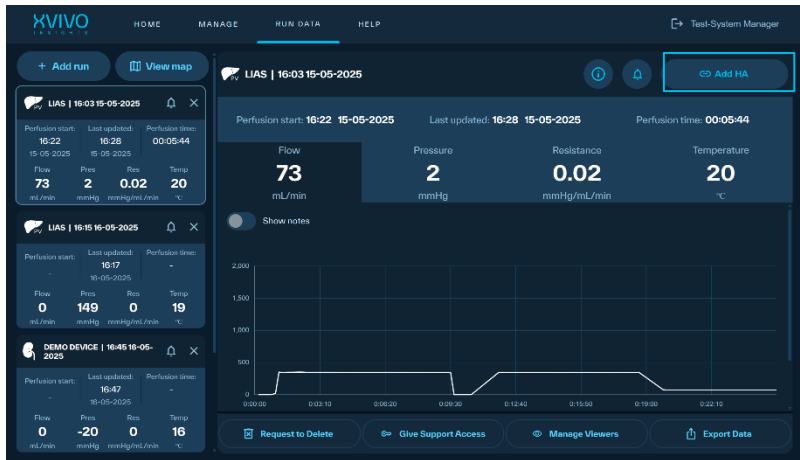 XVIVO
INSIGHTS
HOME MANAGE RUN DATA HELP
Test-System Manager
+ Add run
View map
PV LIAS | 16:03 15-05-2025
Perfusion start: Last updated: Perfusion time:
16:22 16:28 00:05:44
15-05-2025 15-05-2025
Flow Pres Res Temp
73 2 0.02 20
mL/min mmHg mmHg/mL/min °C
PV LIAS | 16:15 16-05-2025
Perfusion start: Last updated: Perfusion time:
- 16:17 -
16-05-2025
Flow Pres Res Temp
0 149 0 19
mL/min mmHg mmHg/mL/min °C
DEMO DEVICE | 16:45 16-05-
2025
Perfusion start: Last updated: Perfusion time:
- 16:47 -
16-05-2025
Flow Pres Res Temp
0 -20 0 16
mL/min mmHg mmHg/mL/min °C
PV LIAS | 16:03 15-05-2025
Add HA
Perfusion start: 16:22 15-05-2025 Last updated: 16:28 15-05-2025 Perfusion time: 00:05:44
Flow Pressure Resistance Temperature
73 2 0.02 20
mL/min mmHg mmHg/mL/min °C
Show notes
2,000
1,500
1,000
500
0
0:00:00 0:03:10 0:06:20 0:09:30 0:12:40 0:15:50 0:19:00 0:22:10
Request to Delete Give Support Access Manage Viewers Export Data